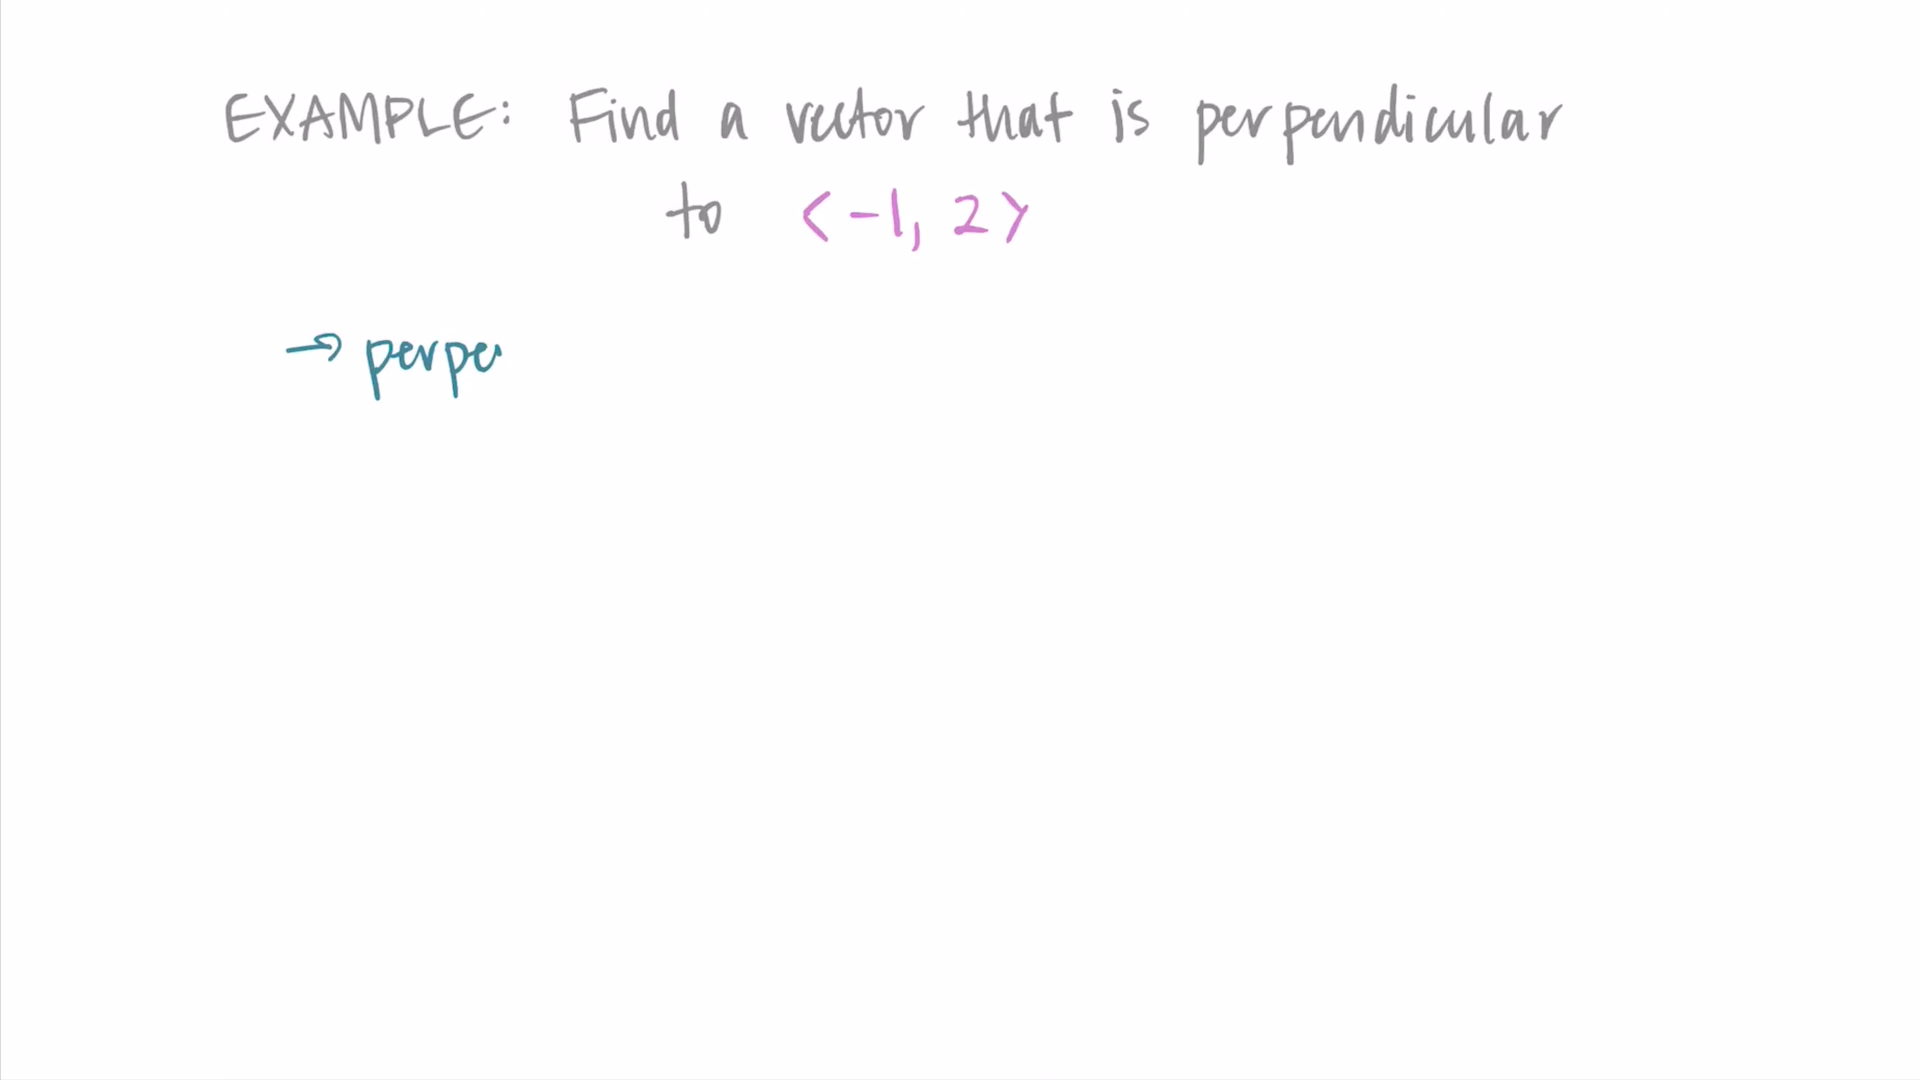 EXAMPLE: Find a vector that is perpendicular
to <-1, 2>
→ perpe